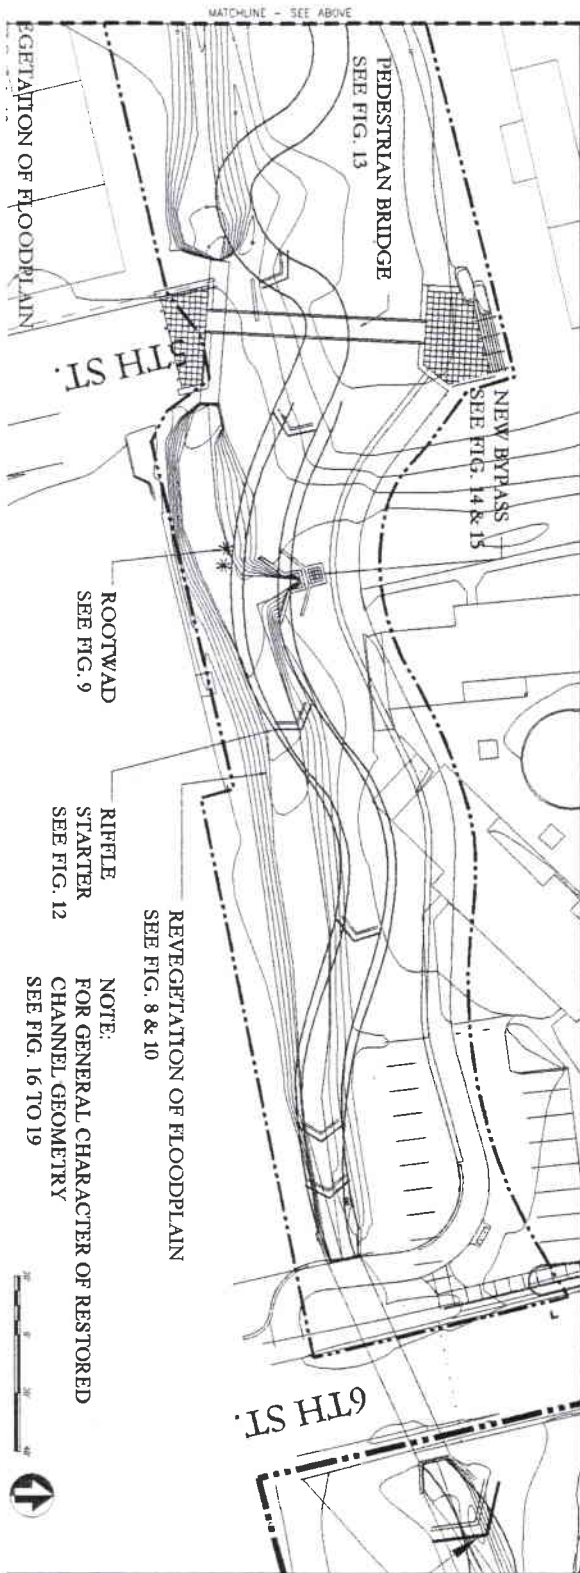 MATCHLINE - SEE ABOVE
EGETATION OF FLOODPLAIN
PEDESTRIAN BRIDGE
SEE FIG. 13
5TH ST.
NEW BYPASS
SEE FIG. 14 & 15
ROOTWAD
SEE FIG. 9
RIFFLE
STARTER
SEE FIG. 12
REVEGETATION OF FLOODPLAIN
SEE FIG. 8 & 10
NOTE:
FOR GENERAL CHARACTER OF RESTORED
CHANNEL GEOMETRY
SEE FIG. 16 TO 19
6TH ST.